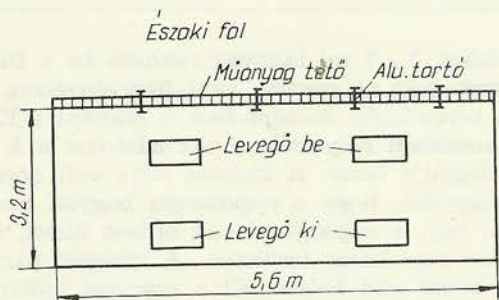 Északi fal
Műanyag tető
Alu. tartó
Levegő be
3,2 m
Levegő ki
5,6 m